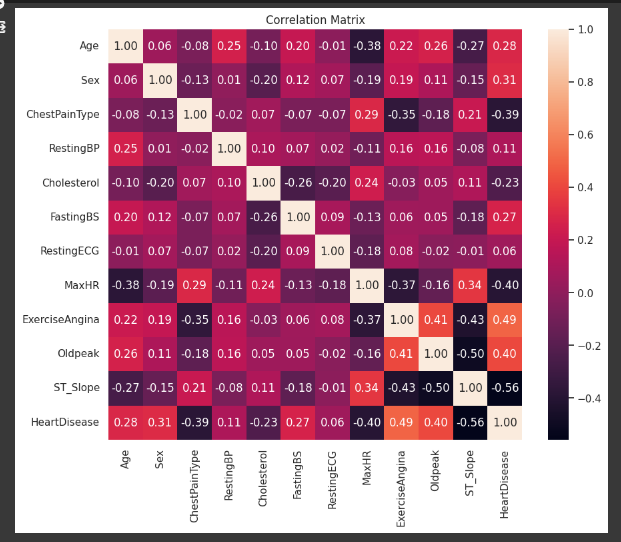 Correlation Matrix
Age 1.00 0.06 -0.08 0.25 -0.10 0.20 -0.01 -0.38 0.22 0.26 -0.27 0.28
Sex 0.06 1.00 -0.13 0.01 -0.20 0.12 0.07 -0.19 0.19 0.11 -0.15 0.31
ChestPainType -0.08 -0.13 1.00 -0.02 0.07 -0.07 -0.07 0.29 -0.35 -0.18 0.21 -0.39
RestingBP 0.25 0.01 -0.02 1.00 0.10 0.07 0.02 -0.11 0.16 0.16 -0.08 0.11
Cholesterol -0.10 -0.20 0.07 0.10 1.00 -0.26 -0.20 0.24 -0.03 0.05 0.11 -0.23
FastingBS 0.20 0.12 -0.07 0.07 -0.26 1.00 0.09 -0.13 0.06 0.05 -0.18 0.27
RestingECG -0.01 0.07 -0.07 0.02 -0.20 0.09 1.00 -0.18 0.08 -0.02 -0.01 0.06
MaxHR -0.38 -0.19 0.29 -0.11 0.24 -0.13 -0.18 1.00 -0.37 -0.16 0.34 -0.40
ExerciseAngina 0.22 0.19 -0.35 0.16 -0.03 0.06 0.08 -0.37 1.00 0.41 -0.43 0.49
Oldpeak 0.26 0.11 -0.18 0.16 0.05 0.05 -0.02 -0.16 0.41 1.00 -0.50 0.40
ST_Slope -0.27 -0.15 0.21 -0.08 0.11 -0.18 -0.01 0.34 -0.43 -0.50 1.00 -0.56
HeartDisease 0.28 0.31 -0.39 0.11 -0.23 0.27 0.06 -0.40 0.49 0.40 -0.56 1.00
Age
Sex
ChestPainType
RestingBP
Cholesterol
FastingBS
RestingECG
MaxHR
ExerciseAngina
Oldpeak
ST_Slope
HeartDisease
1.0
0.8
0.6
0.4
0.2
0.0
−0.2
−0.4